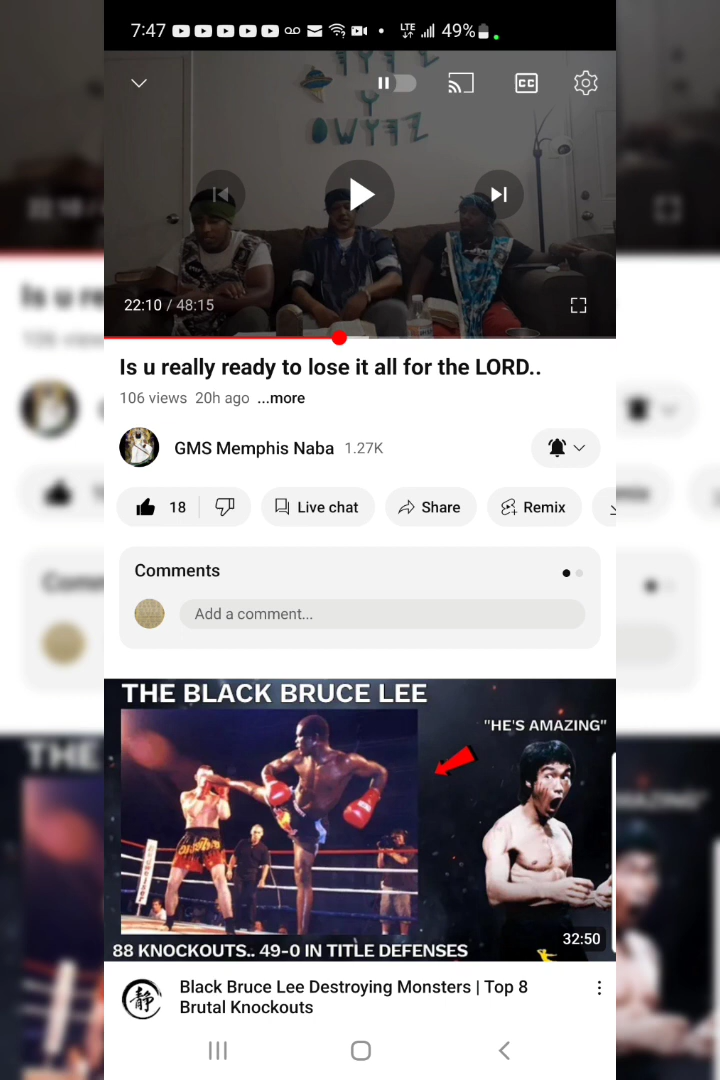 7:47
LTE
49%
CC
22:10 / 48:15
Is u really ready to lose it all for the LORD..
106 views 20h ago ...more
GMS Memphis Naba 1.27K
18
Live chat
Share
Remix
Comments
Add a comment...
THE BLACK BRUCE LEE
"HE'S AMAZING"
32:50
88 KNOCKOUTS.. 49-0 IN TITLE DEFENSES
靜
Black Bruce Lee Destroying Monsters | Top 8
Brutal Knockouts